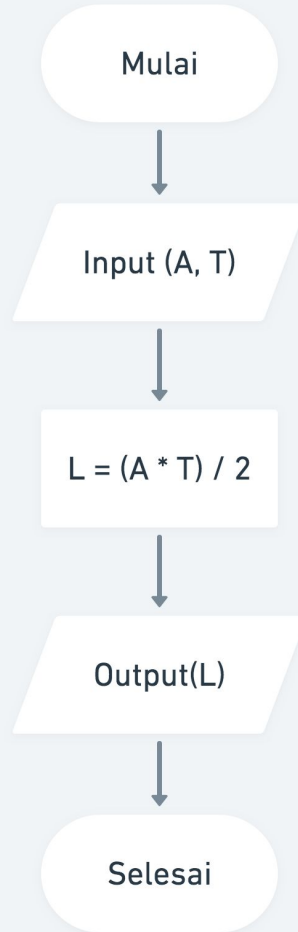 Mulai
Input (A, T)
L = (A * T) / 2
Output(L)
Selesai